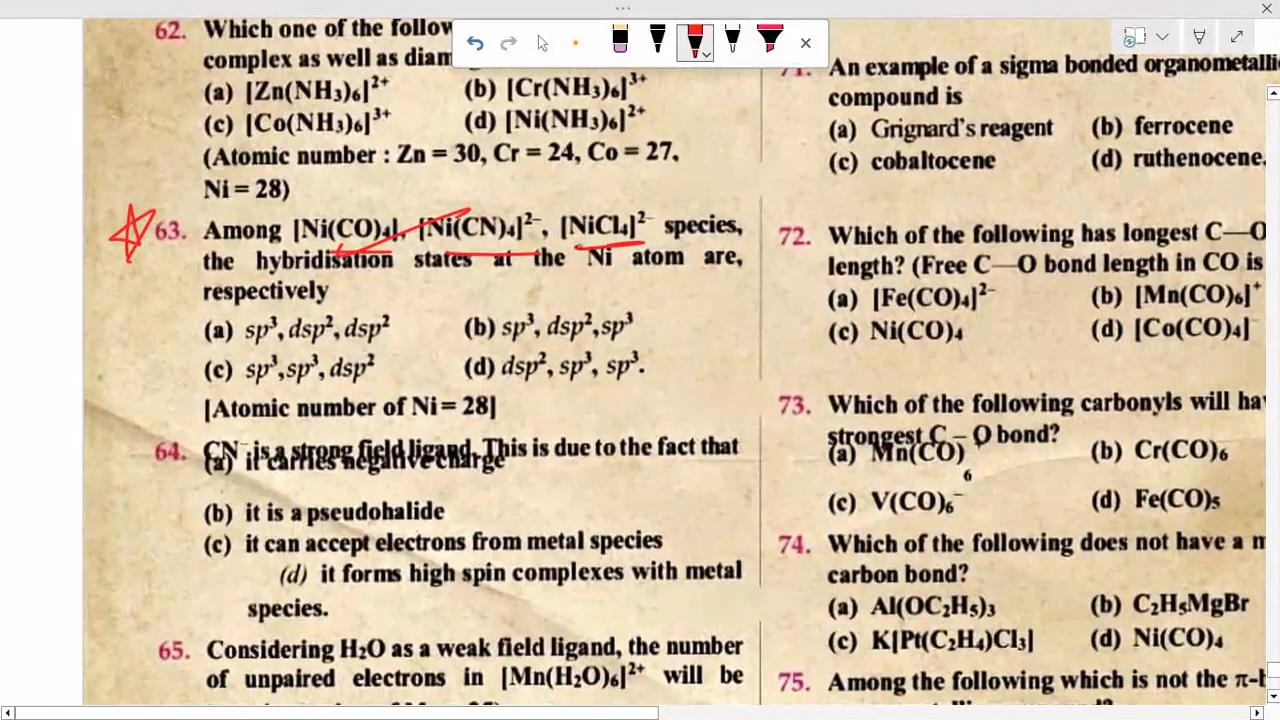 62. Which one of the follow
complex as well as diam
(a) [Zn(NH₃)₆]²⁺ (b) [Cr(NH₃)₆]³⁺
(c) [Co(NH₃)₆]³⁺ (d) [Ni(NH₃)₆]²⁺
(Atomic number : Zn = 30, Cr = 24, Co = 27,
Ni = 28)
63. Among [Ni(CO)₄], [Ni(CN)₄]²⁻, [NiCl₄]²⁻ species,
the hybridisation states at the Ni atom are,
respectively
(a) sp³, dsp², dsp² (b) sp³, dsp², sp³
(c) sp³, sp³, dsp² (d) dsp², sp³, sp³.
[Atomic number of Ni = 28]
64. CN⁻ is a strong field ligand. This is due to the fact that
(a) it carries negative charge
(b) it is a pseudohalide
(c) it can accept electrons from metal species
(d) it forms high spin complexes with metal
species.
65. Considering H₂O as a weak field ligand, the number
of unpaired electrons in [Mn(H₂O)₆]²⁺ will be
71. An example of a sigma bonded organometalli
compound is
(a) Grignard's reagent (b) ferrocene
(c) cobaltocene (d) ruthenocene.
72. Which of the following has longest C—O
length? (Free C—O bond length in CO is
(a) [Fe(CO)₄]²⁻ (b) [Mn(CO)₆]⁺
(c) Ni(CO)₄ (d) [Co(CO)₄]
73. Which of the following carbonyls will ha
strongest C – O bond?
(a) Mn(CO)₆ (b) Cr(CO)₆
(c) V(CO)₆⁻ (d) Fe(CO)₅
74. Which of the following does not have a m
carbon bond?
(a) Al(OC₂H₅)₃ (b) C₂H₅MgBr
(c) K[Pt(C₂H₄)Cl₃] (d) Ni(CO)₄
75. Among the following which is not the π-b